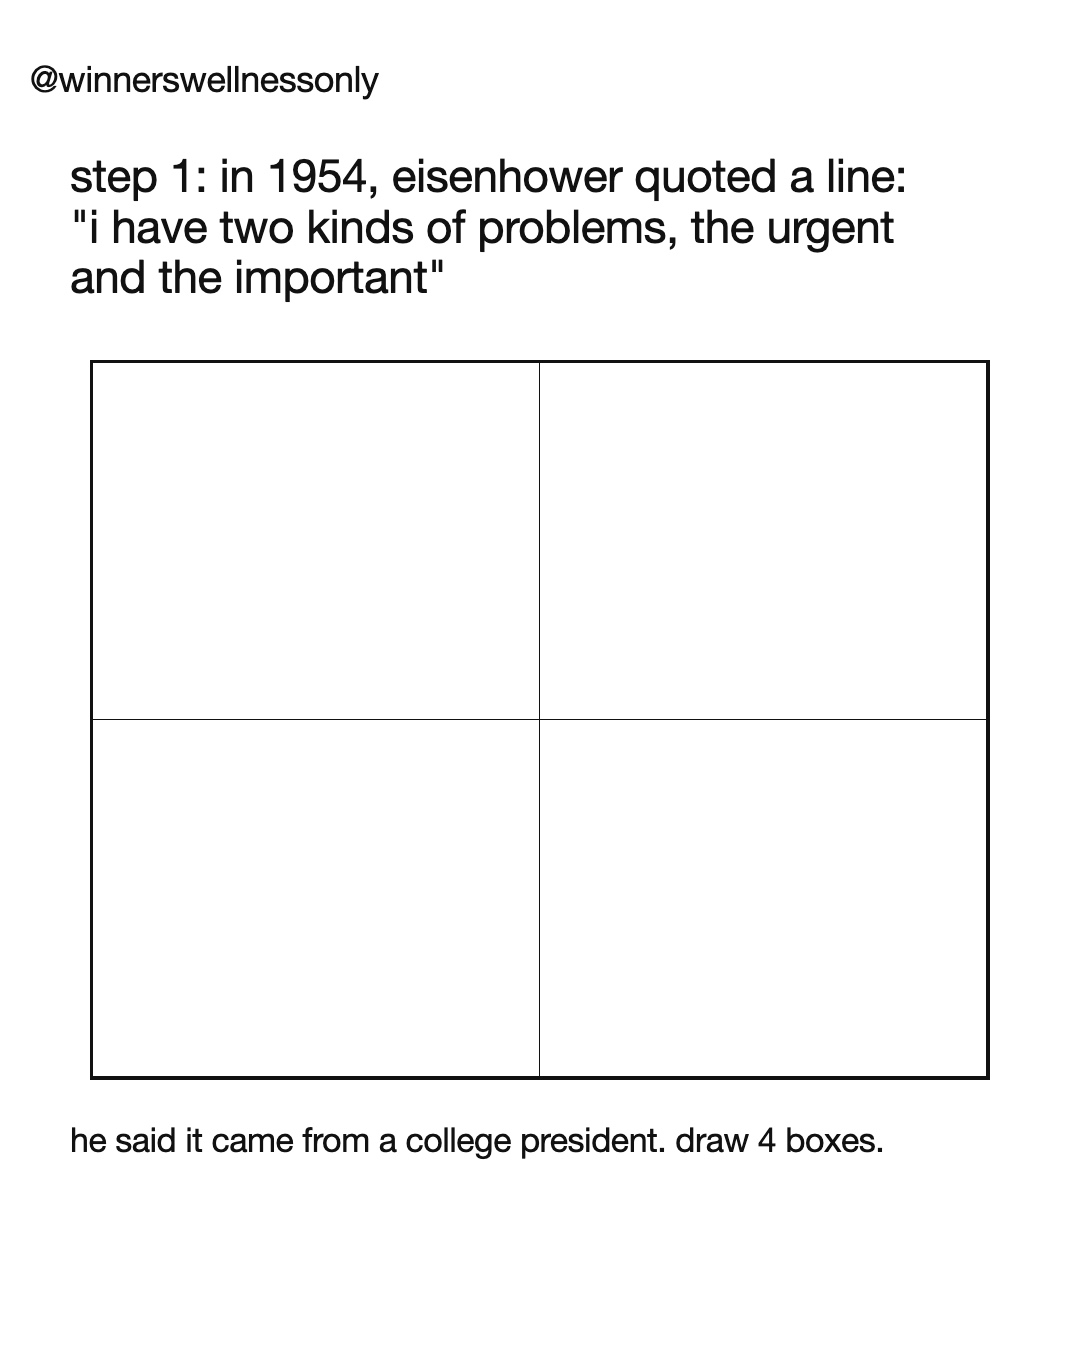 @winnerswellnessonly
step 1: in 1954, eisenhower quoted a line:
"i have two kinds of problems, the urgent
and the important"
he said it came from a college president. draw 4 boxes.